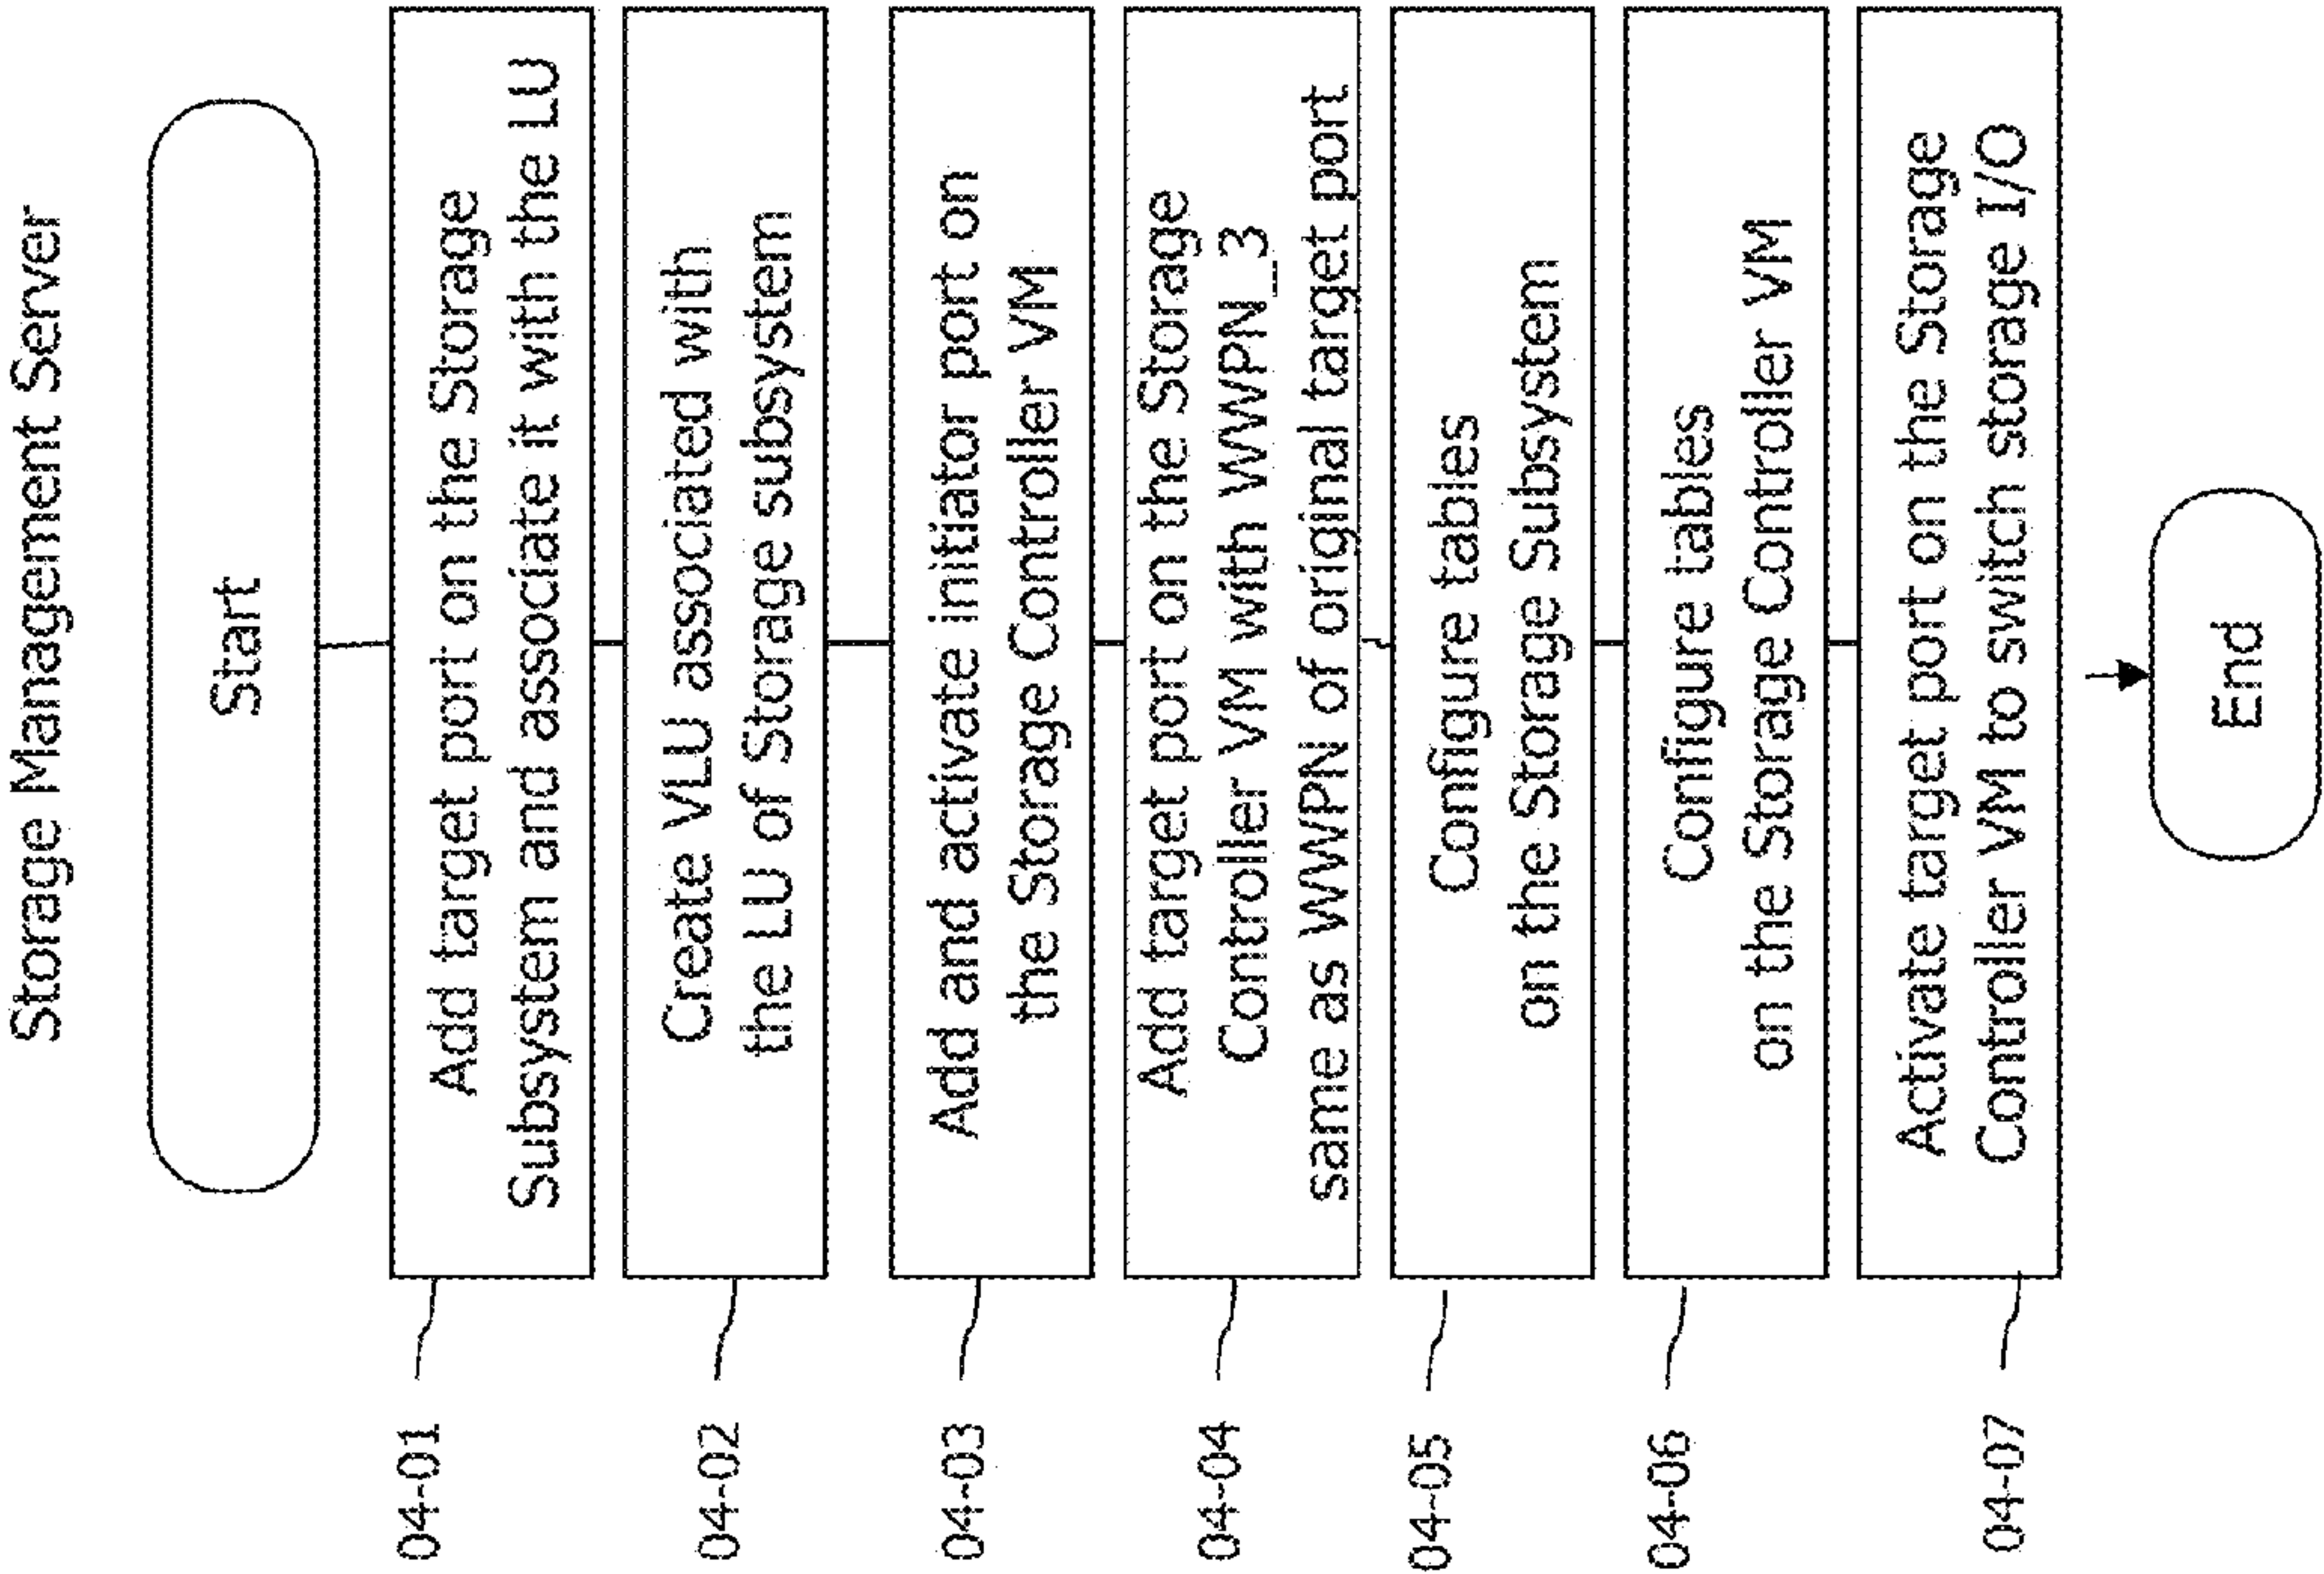 Storage Management Server
Start
04-01
Add target port on the Storage
Subsystem and associate it with the LU
04-02
Create VLU associated with
the LU of Storage subsystem
04-03
Add and activate initiator port on
the Storage Controller VM
04-04
Add target port on the Storage
Controller VM with WWPN_3
same as WWPN of original target port
04-05
Configure tables
on the Storage Subsystem
04-06
Configure tables
on the Storage Controller VM
04-07
Activate target port on the Storage
Controller VM to switch storage I/O
End